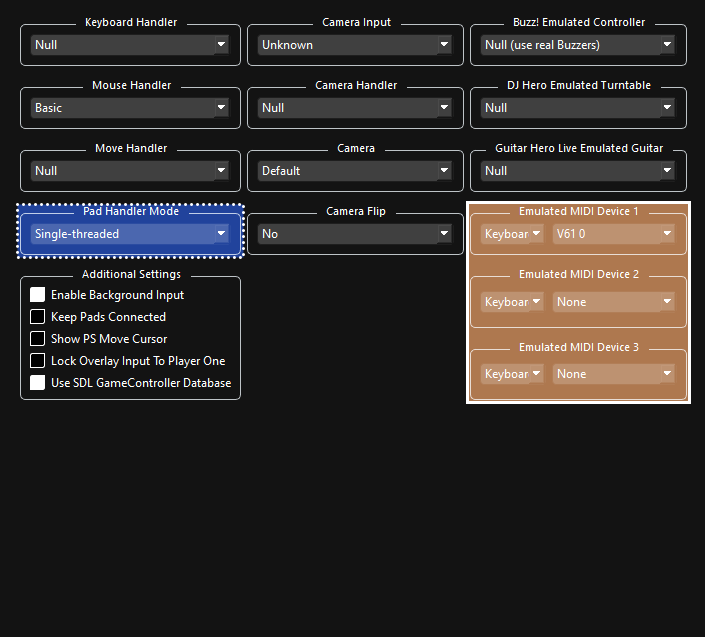 Keyboard Handler
Null
Camera Input
Unknown
Buzz! Emulated Controller
Null (use real Buzzers)
Mouse Handler
Basic
Camera Handler
Null
DJ Hero Emulated Turntable
Null
Move Handler
Null
Camera
Default
Guitar Hero Live Emulated Guitar
Null
Pad Handler Mode
Single-threaded
Camera Flip
No
Emulated MIDI Device 1
Keyboar V61 0
Additional Settings
Enable Background Input
Keep Pads Connected
Show PS Move Cursor
Lock Overlay Input To Player One
Use SDL GameController Database
Emulated MIDI Device 2
Keyboar None
Emulated MIDI Device 3
Keyboar None